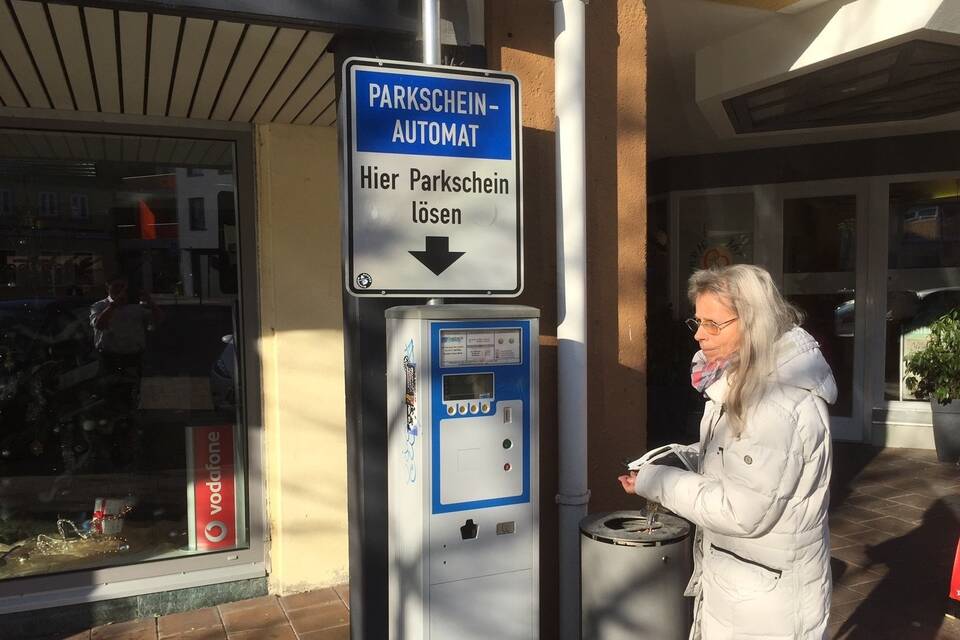 PARKSCHEIN-
AUTOMAT
Hier Parkschein
lösen
vodafone